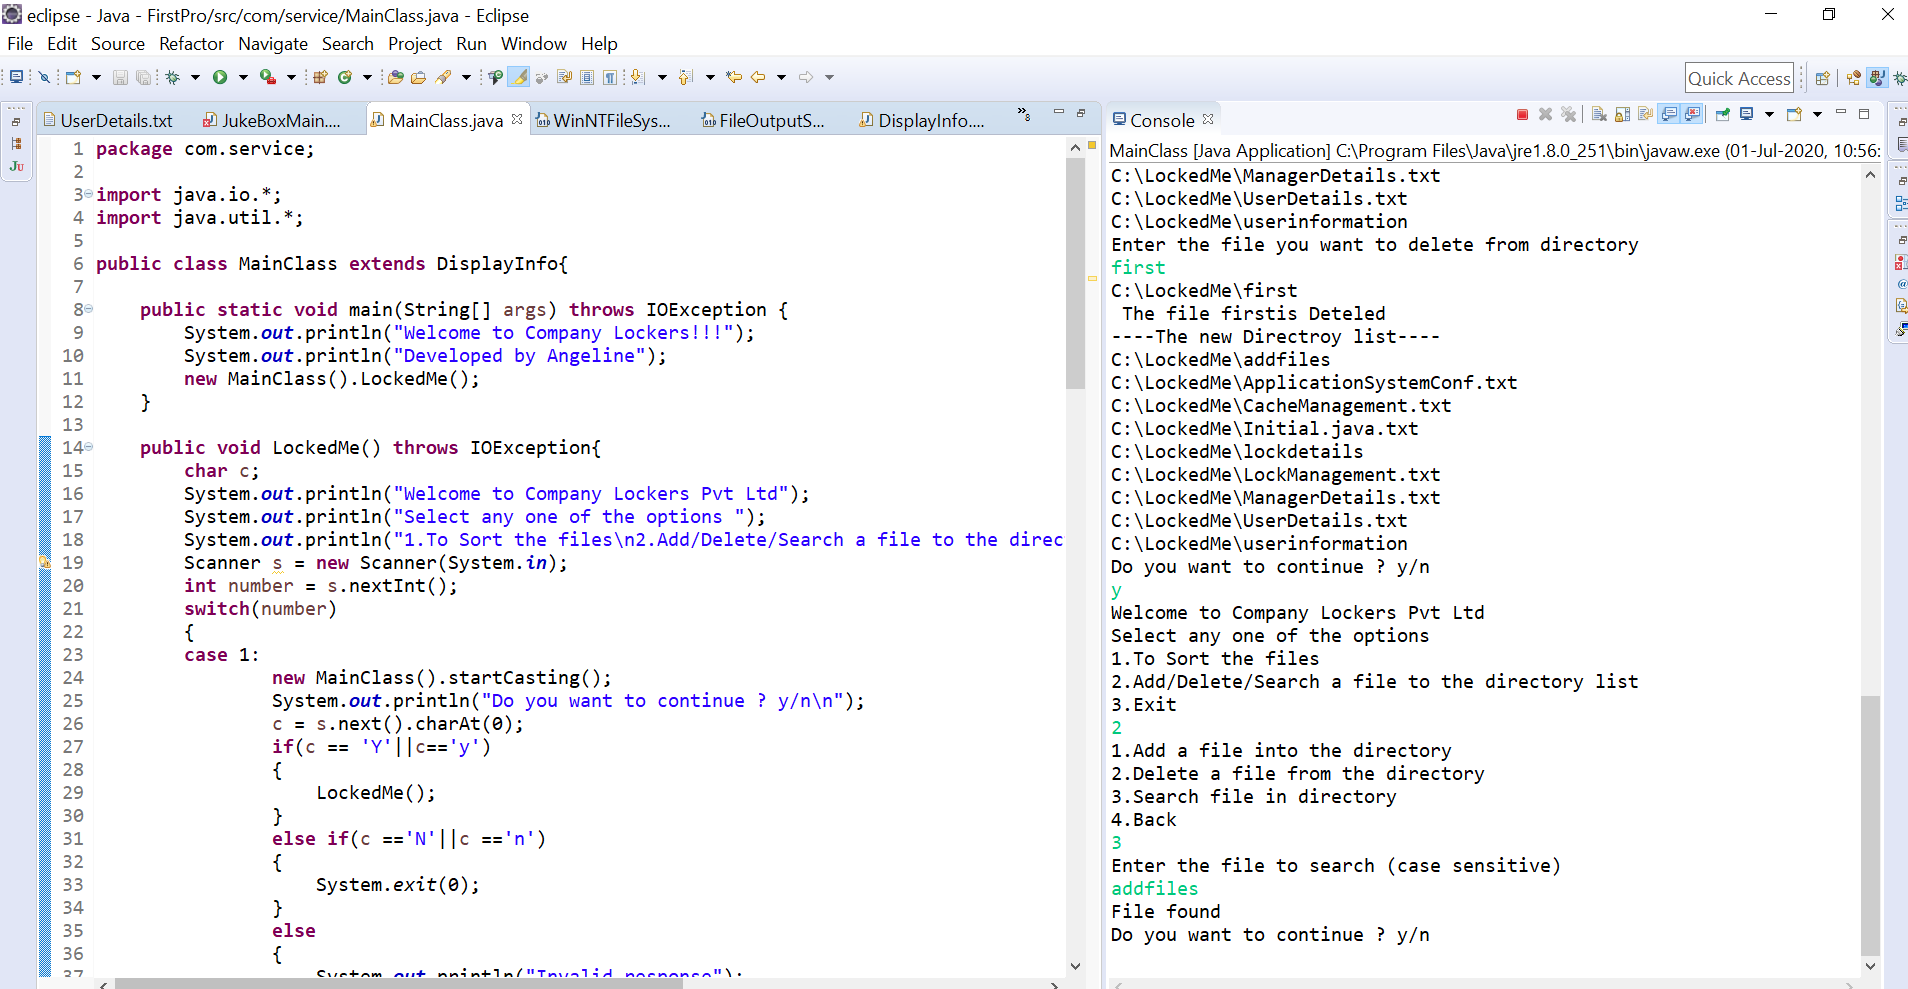 eclipse - Java - FirstPro/src/com/service/MainClass.java - Eclipse
File Edit Source Refactor Navigate Search Project Run Window Help
Quick Access
UserDetails.txt JukeBoxMain.... MainClass.java WinNTFileSys... FileOutputS... DisplayInfo.... »8
1 package com.service;
2
3 import java.io.*;
4 import java.util.*;
5
6 public class MainClass extends DisplayInfo{
7
8     public static void main(String[] args) throws IOException {
9         System.out.println("Welcome to Company Lockers!!!");
10         System.out.println("Developed by Angeline");
11         new MainClass().LockedMe();
12     }
13
14     public void LockedMe() throws IOException{
15         char c;
16         System.out.println("Welcome to Company Lockers Pvt Ltd");
17         System.out.println("Select any one of the options ");
18         System.out.println("1.To Sort the files\n2.Add/Delete/Search a file to the direc
19         Scanner s = new Scanner(System.in);
20         int number = s.nextInt();
21         switch(number)
22         {
23         case 1:
24                 new MainClass().startCasting();
25                 System.out.println("Do you want to continue ? y/n\n");
26                 c = s.next().charAt(0);
27                 if(c == 'Y'||c=='y')
28                 {
29                     LockedMe();
30                 }
31                 else if(c =='N'||c =='n')
32                 {
33                     System.exit(0);
34                 }
35                 else
36                 {
37                     System.out.println("Invalid response");
Console
MainClass [Java Application] C:\Program Files\Java\jre1.8.0_251\bin\javaw.exe (01-Jul-2020, 10:56:
C:\LockedMe\ManagerDetails.txt
C:\LockedMe\UserDetails.txt
C:\LockedMe\userinformation
Enter the file you want to delete from directory
first
C:\LockedMe\first
 The file firstis Deteled
----The new Directroy list----
C:\LockedMe\addfiles
C:\LockedMe\ApplicationSystemConf.txt
C:\LockedMe\CacheManagement.txt
C:\LockedMe\Initial.java.txt
C:\LockedMe\lockdetails
C:\LockedMe\LockManagement.txt
C:\LockedMe\ManagerDetails.txt
C:\LockedMe\UserDetails.txt
C:\LockedMe\userinformation
Do you want to continue ? y/n
y
Welcome to Company Lockers Pvt Ltd
Select any one of the options
1.To Sort the files
2.Add/Delete/Search a file to the directory list
3.Exit
2
1.Add a file into the directory
2.Delete a file from the directory
3.Search file in directory
4.Back
3
Enter the file to search (case sensitive)
addfiles
File found
Do you want to continue ? y/n